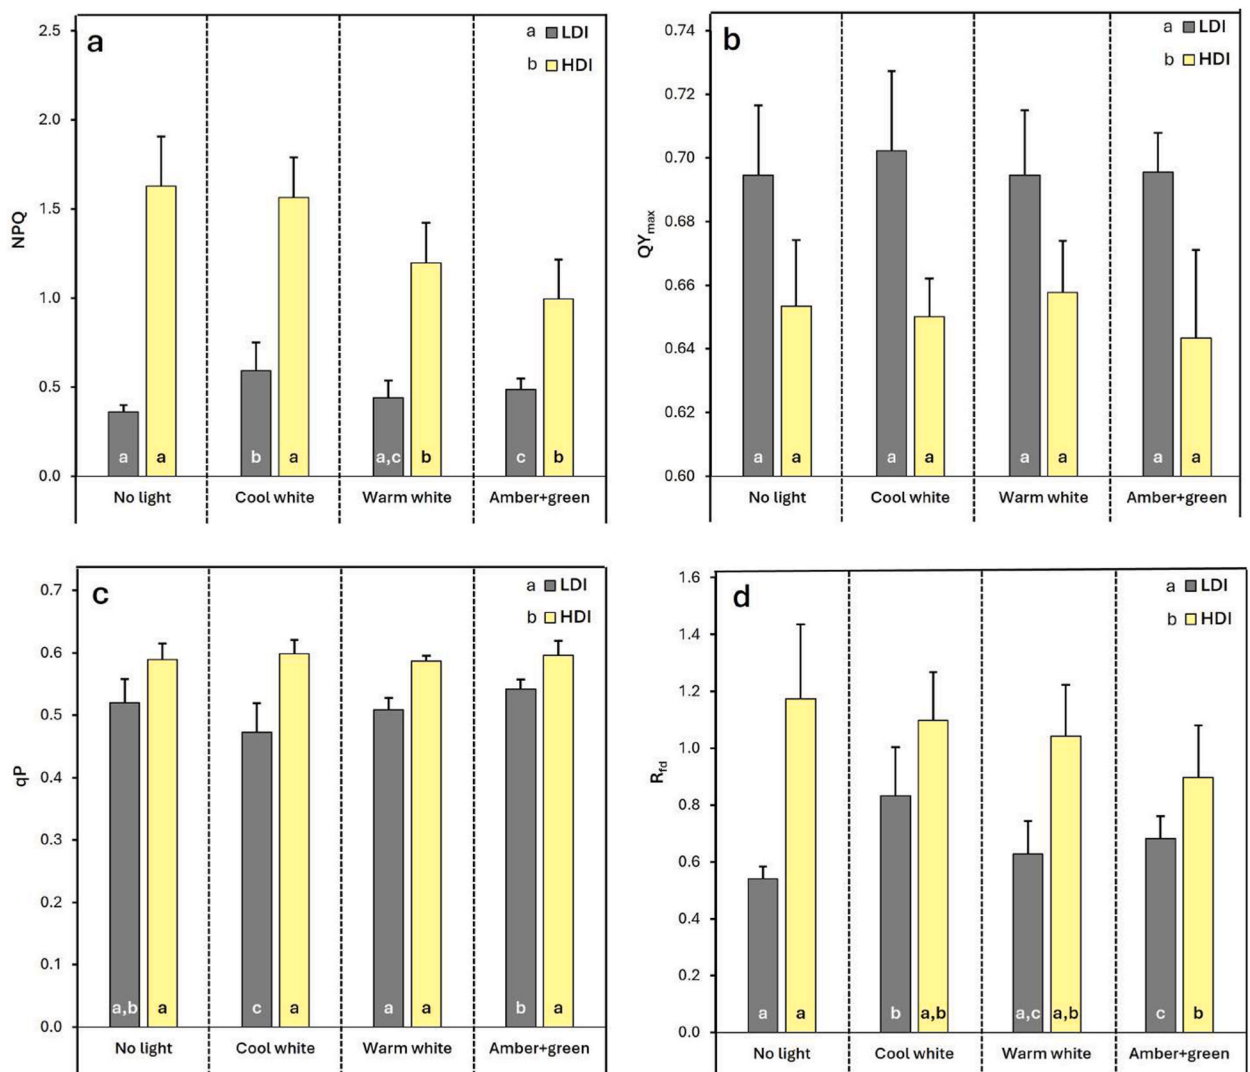 a
a LDI
b HDI
2.5
2.0
1.5
1.0
0.5
0.0
NPQ
a a b a a,c b c b
No light Cool white Warm white Amber+green
b
a LDI
b HDI
0.74
0.72
0.70
0.68
0.66
0.64
0.62
0.60
QYmax
a a a a a a a a
No light Cool white Warm white Amber+green
c
a LDI
b HDI
0.7
0.6
0.5
0.4
0.3
0.2
0.1
0.0
qP
a,b a c a a a b a
No light Cool white Warm white Amber+green
d
a LDI
b HDI
1.6
1.4
1.2
1.0
0.8
0.6
0.4
0.2
0.0
Rfd
a a b a,b a,c a,b c b
No light Cool white Warm white Amber+green